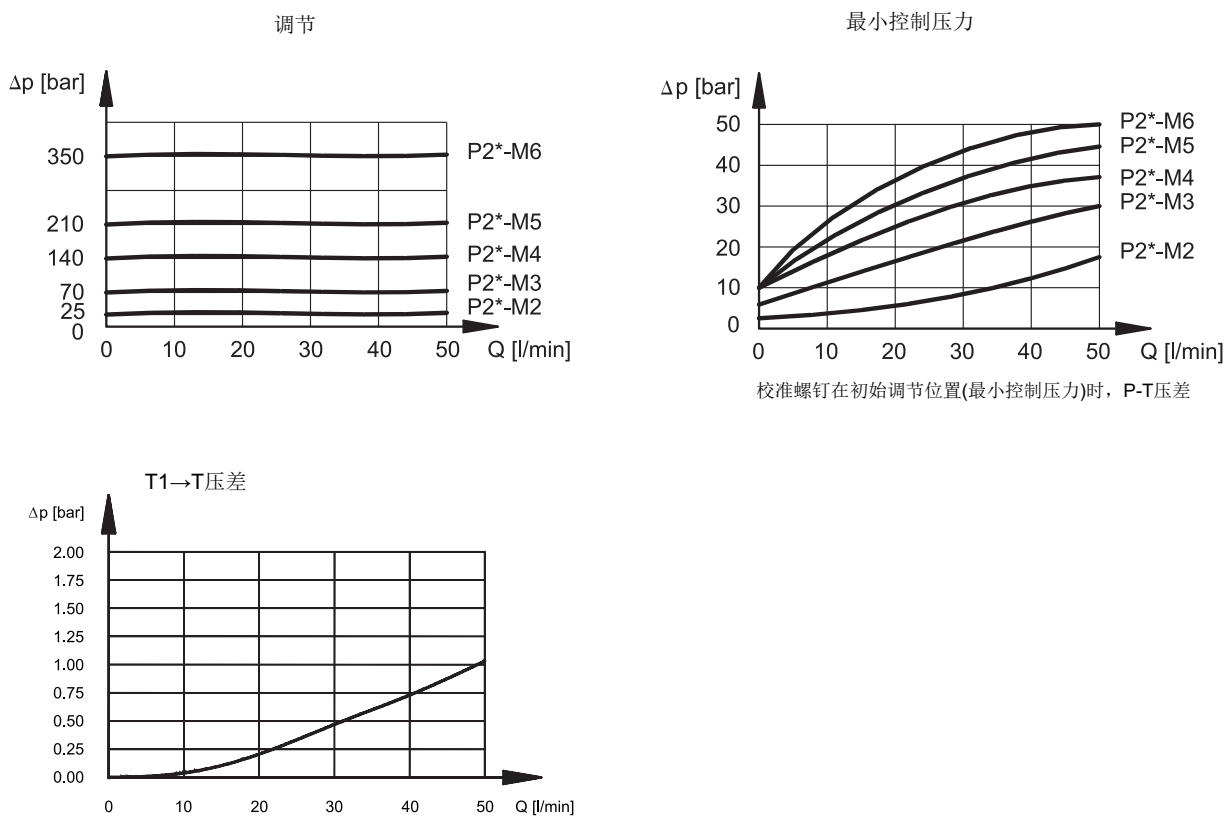 调节
Δp [bar]
350
210
140
70
25
0
P2*-M6
P2*-M5
P2*-M4
P2*-M3
P2*-M2
0 10 20 30 40 50 Q [l/min]
最小控制压力
Δp [bar]
50
40
30
20
10
0
P2*-M6
P2*-M5
P2*-M4
P2*-M3
P2*-M2
0 10 20 30 40 50 Q [l/min]
校准螺钉在初始调节位置(最小控制压力)时，P-T压差
T1→T压差
Δp [bar]
2.00
1.75
1.50
1.25
1.00
0.75
0.50
0.25
0.00
0 10 20 30 40 50 Q [l/min]